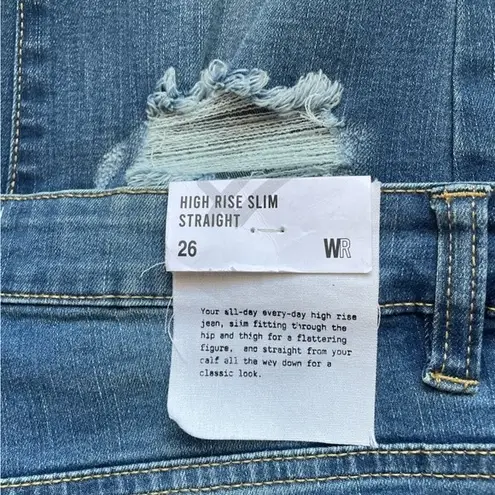 HIGH RISE SLIM
STRAIGHT
26 WR
Your all-day every-day high rise
jean, slim fitting through the
hip and thigh for a flattering
figure, and straight from your
calf all the way down for a
classic look.